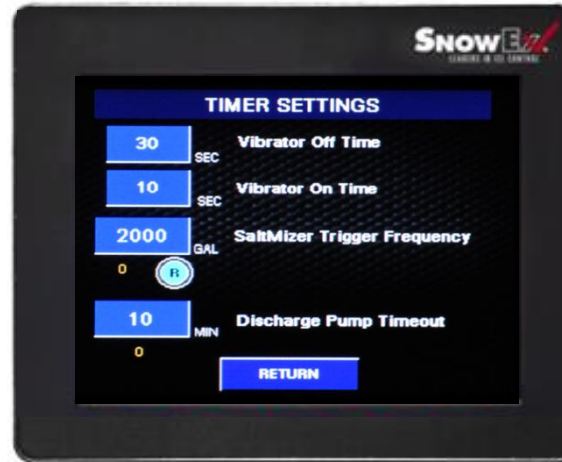 SNOWEX
LEADERS IN ICE CONTROL
TIMER SETTINGS
30 SEC Vibrator Off Time
10 SEC Vibrator On Time
2000 GAL SaltMizer Trigger Frequency
0 R
10 MIN Discharge Pump Timeout
0
RETURN